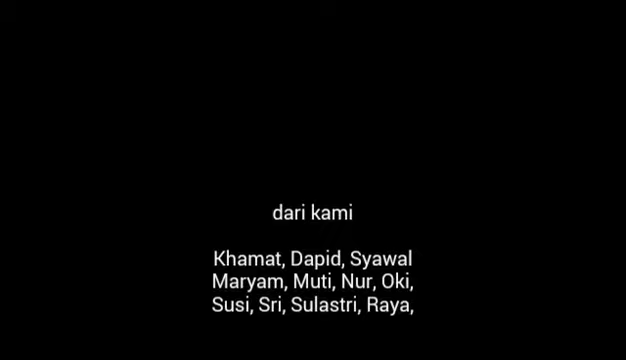 dari kami
Khamat, Dapid, Syawal
Maryam, Muti, Nur, Oki,
Susi, Sri, Sulastri, Raya,